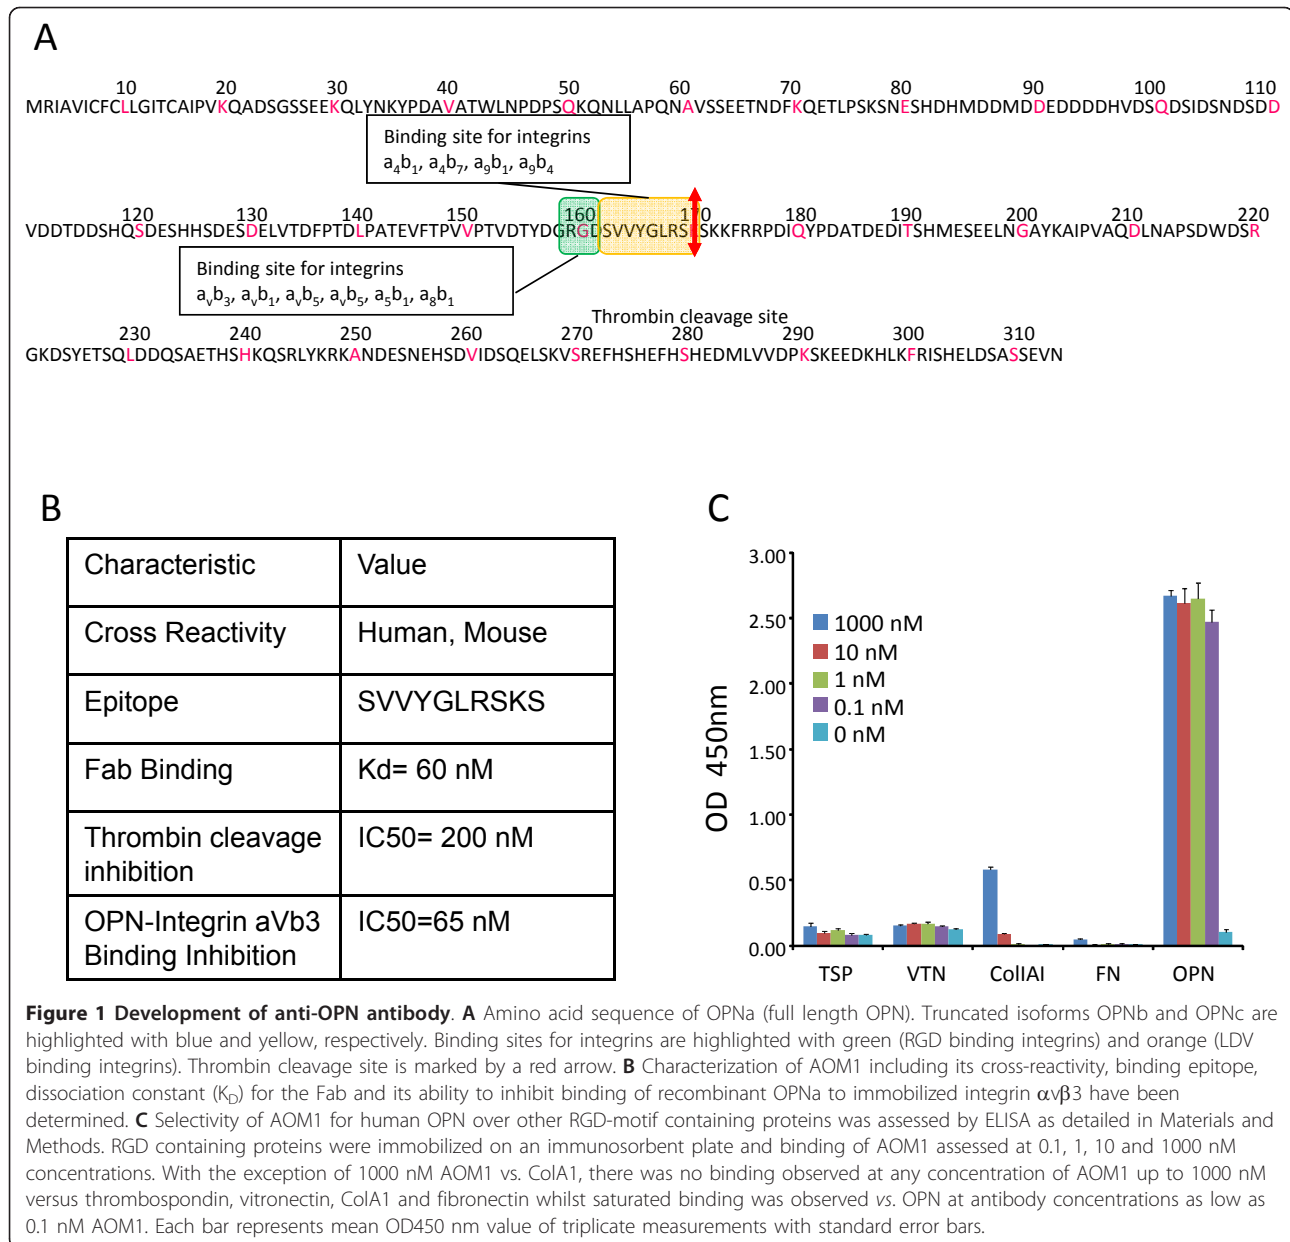 A
10 20 30 40 50 60 70 80 90 100 110
MRIAVICFCLLGITCAIPVKQADSGSSEEKQLYNKYPDAVATWLNPDPSQKQNLLAPQNAVSSEETNDFKQETLPSKSNESHDHMDDMDDEDDDDHVDSQDSIDSNDSDD
Binding site for integrins
a4b1, a4b7, a9b1, a9b4
120 130 140 150 160 170 180 190 200 210 220
VDDTDDSHQSDESHHSDESDELVTDFPTDLPATEVFTPVVPTVDTYDGRGDSVVYGLRSKSKKFRRPDIQYPDATDEDITSHMESEELNGAYKAIPVAQDLNAPSDWDSR
Binding site for integrins
avb3, avb1, avb5, avb5, a5b1, a8b1
Thrombin cleavage site
230 240 250 260 270 280 290 300 310
GKDSYETSQLDDQSAETHSHKQSRLYKRKANDESNEHSDVIDSQELSKVSREFHSHEFHSHEDMLVVDPKSKEEDKHLKFRISHELDSASSEVN
B
Characteristic Value
Cross Reactivity Human, Mouse
Epitope SVVYGLRSKS
Fab Binding Kd= 60 nM
Thrombin cleavage IC50= 200 nM
inhibition
OPN-Integrin aVb3 IC50=65 nM
Binding Inhibition
C
3.00
2.50
2.00
1.50
1.00
0.50
0.00
OD 450nm
1000 nM
10 nM
1 nM
0.1 nM
0 nM
TSP VTN ColIAI FN OPN
Figure 1 Development of anti-OPN antibody. A Amino acid sequence of OPNa (full length OPN). Truncated isoforms OPNb and OPNc are
highlighted with blue and yellow, respectively. Binding sites for integrins are highlighted with green (RGD binding integrins) and orange (LDV
binding integrins). Thrombin cleavage site is marked by a red arrow. B Characterization of AOM1 including its cross-reactivity, binding epitope,
dissociation constant (KD) for the Fab and its ability to inhibit binding of recombinant OPNa to immobilized integrin αvβ3 have been
determined. C Selectivity of AOM1 for human OPN over other RGD-motif containing proteins was assessed by ELISA as detailed in Materials and
Methods. RGD containing proteins were immobilized on an immunosorbent plate and binding of AOM1 assessed at 0.1, 1, 10 and 1000 nM
concentrations. With the exception of 1000 nM AOM1 vs. ColA1, there was no binding observed at any concentration of AOM1 up to 1000 nM
versus thrombospondin, vitronectin, ColA1 and fibronectin whilst saturated binding was observed vs. OPN at antibody concentrations as low as
0.1 nM AOM1. Each bar represents mean OD450 nm value of triplicate measurements with standard error bars.